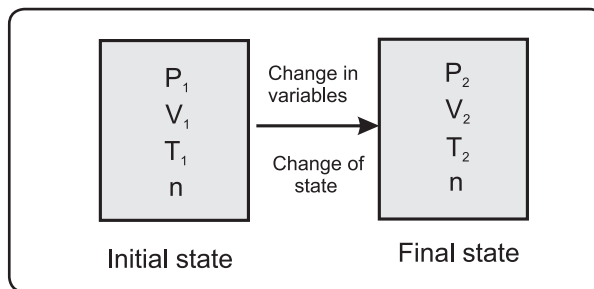 P₁
V₁
T₁
n
Change in
variables
Change of
state
P₂
V₂
T₂
n
Initial state
Final state